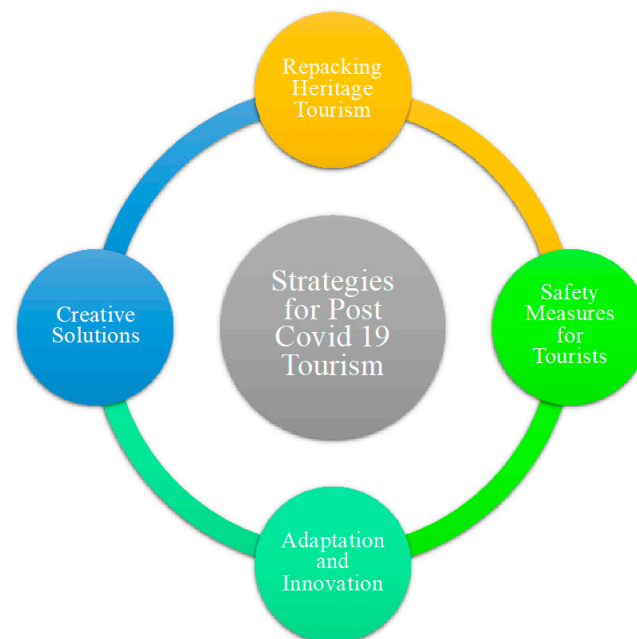 Repacking
Heritage
Tourism
Strategies
for Post
Covid 19
Tourism
Safety
Measures
for
Tourists
Creative
Solutions
Adaptation
and
Innovation